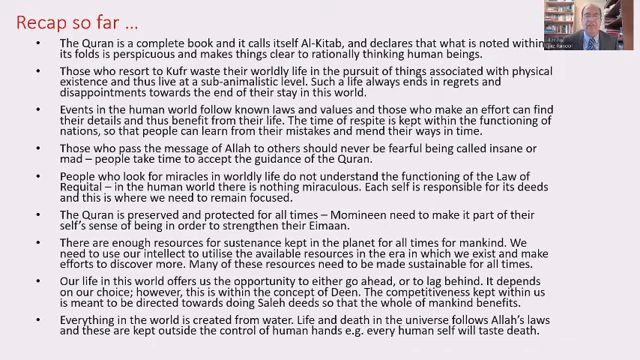 Recap so far ...
• The Quran is a complete book and it calls itself Al-Kitab, and declares that what is noted within
its folds is perspicuous and makes things clear to rationally thinking human beings.
• Those who resort to Kufr waste their worldly life in the pursuit of things associated with physical
existence and thus live at a sub-animalistic level. Such a life always ends in regrets and
disappointments towards the end of their stay in this world.
• Events in the human world follow known laws and values and those who make an effort can find
their details and thus benefit from their life. The time of respite is kept within the functioning of
nations, so that people can learn from their mistakes and mend their ways in time.
• Those who pass the message of Allah to others should never be fearful being called insane or
mad – people take time to accept the guidance of the Quran.
• People who look for miracles in worldly life do not understand the functioning of the Law of
Requital – in the human world there is nothing miraculous. Each self is responsible for its deeds
and this is where we need to remain focused.
• The Quran is preserved and protected for all times – Momineen need to make it part of their
self's sense of being in order to strengthen their Eimaan.
• There are enough resources for sustenance kept in the planet for all times for mankind. We
need to use our intellect to utilise the available resources in the era in which we exist and make
efforts to discover more. Many of these resources need to be made sustainable for all times.
• Our life in this world offers us the opportunity to either go ahead, or to lag behind. It depends
on our choice; however, this is within the concept of Deen. The competitiveness kept within us
is meant to be directed towards doing Saleh deeds so that the whole of mankind benefits.
• Everything in the world is created from water. Life and death in the universe follows Allah's laws
and these are kept outside the control of human hands e.g. every human self will taste death.